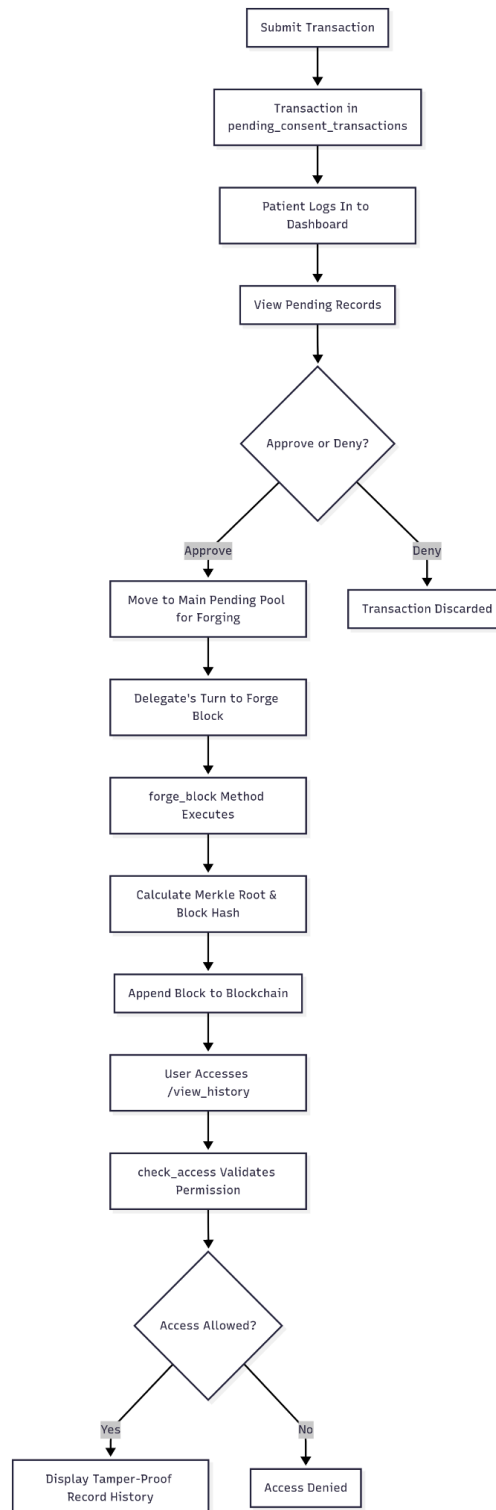 Submit Transaction
Transaction in
pending_consent_transactions
Patient Logs In to
Dashboard
View Pending Records
Approve or Deny?
Approve
Deny
Move to Main Pending Pool
for Forging
Transaction Discarded
Delegate's Turn to Forge
Block
forge_block Method
Executes
Calculate Merkle Root &
Block Hash
Append Block to Blockchain
User Accesses
/view_history
check_access Validates
Permission
Access Allowed?
Yes
No
Display Tamper-Proof
Record History
Access Denied